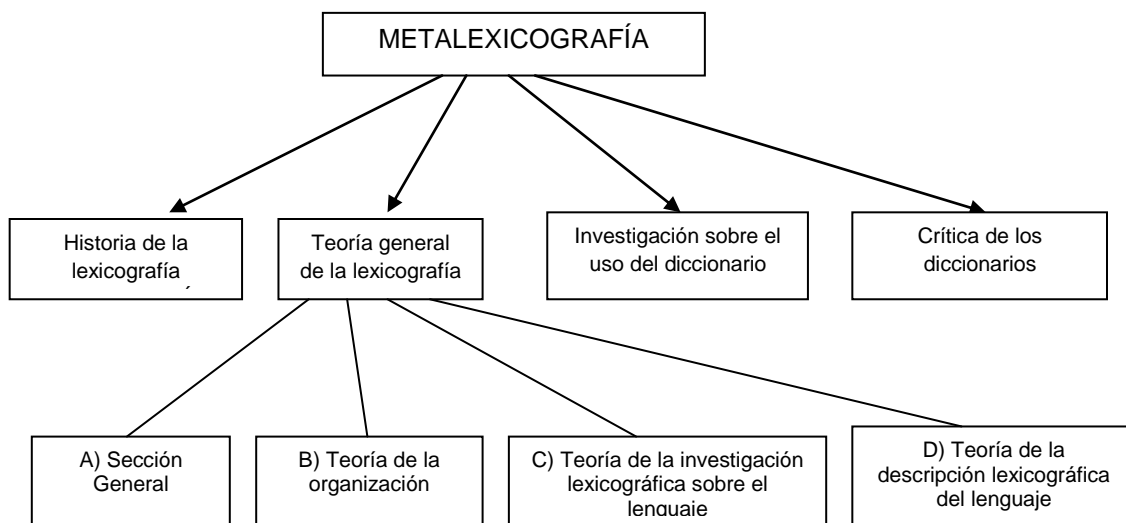 METALEXICOGRAFÍA
Historia de la
lexicografía
Teoría general
de la lexicografía
Investigación sobre el
uso del diccionario
Crítica de los
diccionarios
A) Sección
General
B) Teoría de la
organización
C) Teoría de la investigación
lexicográfica sobre el
lenguaje
D) Teoría de la
descripción lexicográfica
del lenguaje